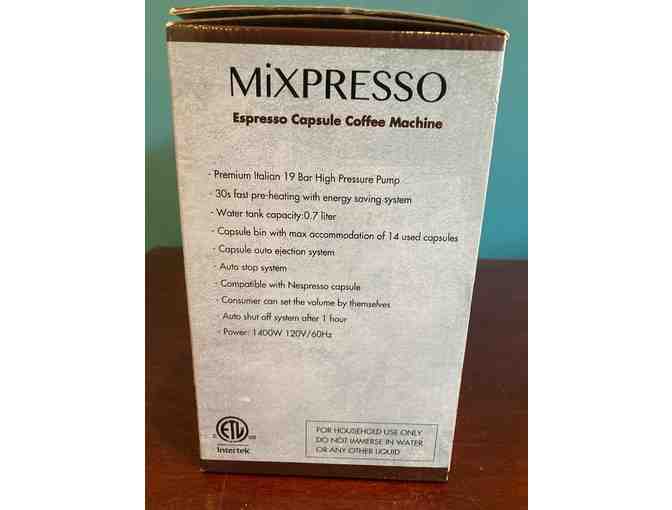 MiXPRESSO
Espresso Capsule Coffee Machine
- Premium Italian 19 Bar High Pressure Pump
- 30s fast pre-heating with energy saving system
- Water tank capacity:0.7 liter
- Capsule bin with max accommodation of 14 used capsules
- Capsule auto ejection system
- Auto stop system
- Compatible with Nespresso capsule
- Consumer can set the volume by themselves
- Auto shut off system after 1 hour
- Power: 1400W 120V/60Hz
ETL
c us
Intertek
FOR HOUSEHOLD USE ONLY
DO NOT IMMERSE IN WATER
OR ANY OTHER LIQUID